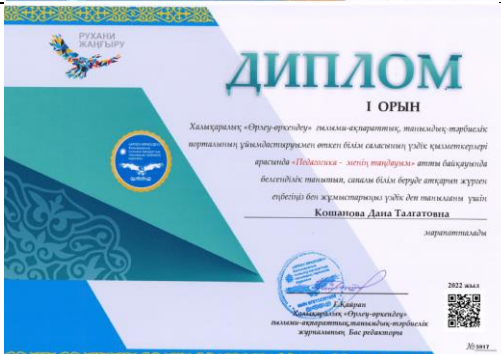 РУХАНИ
ЖАҢҒЫРУ
ДИПЛОМ
І ОРЫН
Халықаралық «Өрлеу-өркендеу» ғылыми-ақпараттық, танымдық-тәрбиелік
порталының ұйымдастыруымен өткен білім саласының үздік қызметкерлері
арасында «Педагогика - менің таңдауым» атты байқауында
белсенділік танытып, сапалы білім беруде атқарып жүрген
еңбегіңіз бен жұмыстарыңыз үздік деп танылғаны үшін
Кошанова Дана Талгатовна
марапатталады
2022 жыл
Г.Қайран
Халықаралық «Өрлеу-өркендеу»
ғылыми-ақпараттық,танымдық-тәрбиелік
журналының Бас редакторы
№5917